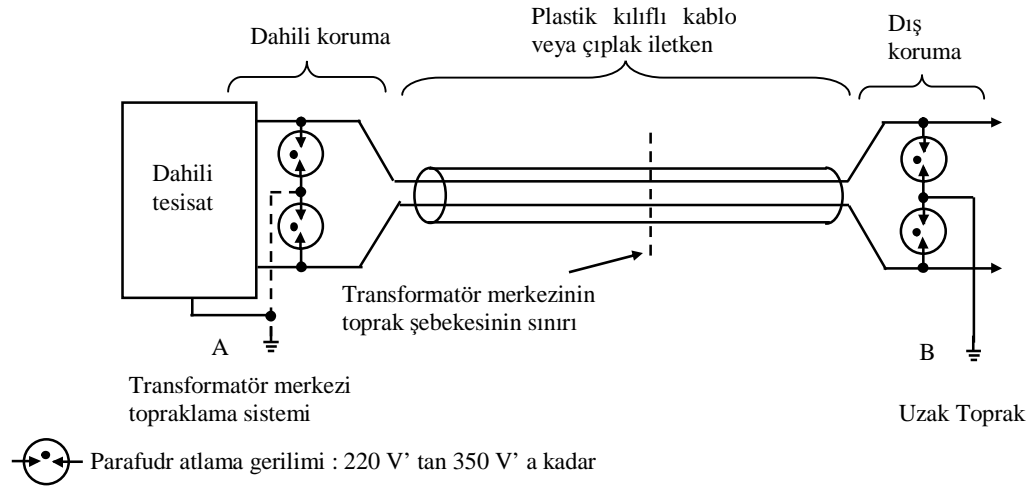 Dahili koruma
Plastik kılıflı kablo
veya çıplak iletken
Dış
koruma
Dahili
tesisat
Transformatör merkezinin
toprak şebekesinin sınırı
A
B
Transformatör merkezi
topraklama sistemi
Uzak Toprak
Parafudr atlama gerilimi : 220 V’ tan 350 V’ a kadar